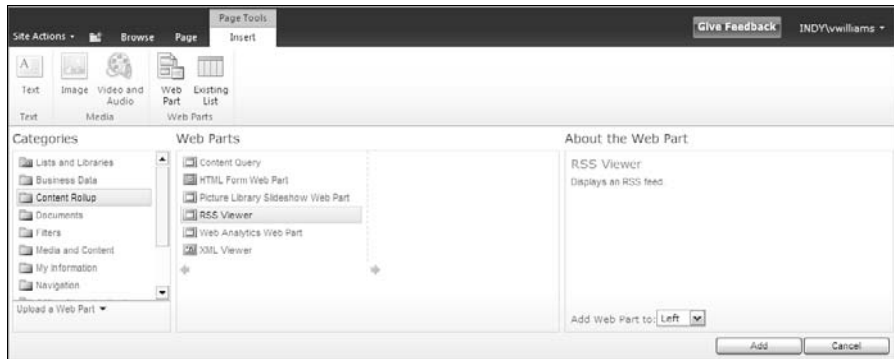 Page Tools
Site Actions Browse Page Insert
Give Feedback INDY\vwilliams
Text Image Video and Audio Web Part Existing List
Text Media Web Parts
Categories
Lists and Libraries
Business Data
Content Rollup
Documents
Filters
Media and Content
My Information
Navigation
Upload a Web Part
Web Parts
Content Query
HTML Form Web Part
Picture Library Slideshow Web Part
RSS Viewer
Web Analytics Web Part
XML Viewer
About the Web Part
RSS Viewer
Displays an RSS feed
Add Web Part to: Left
Add Cancel